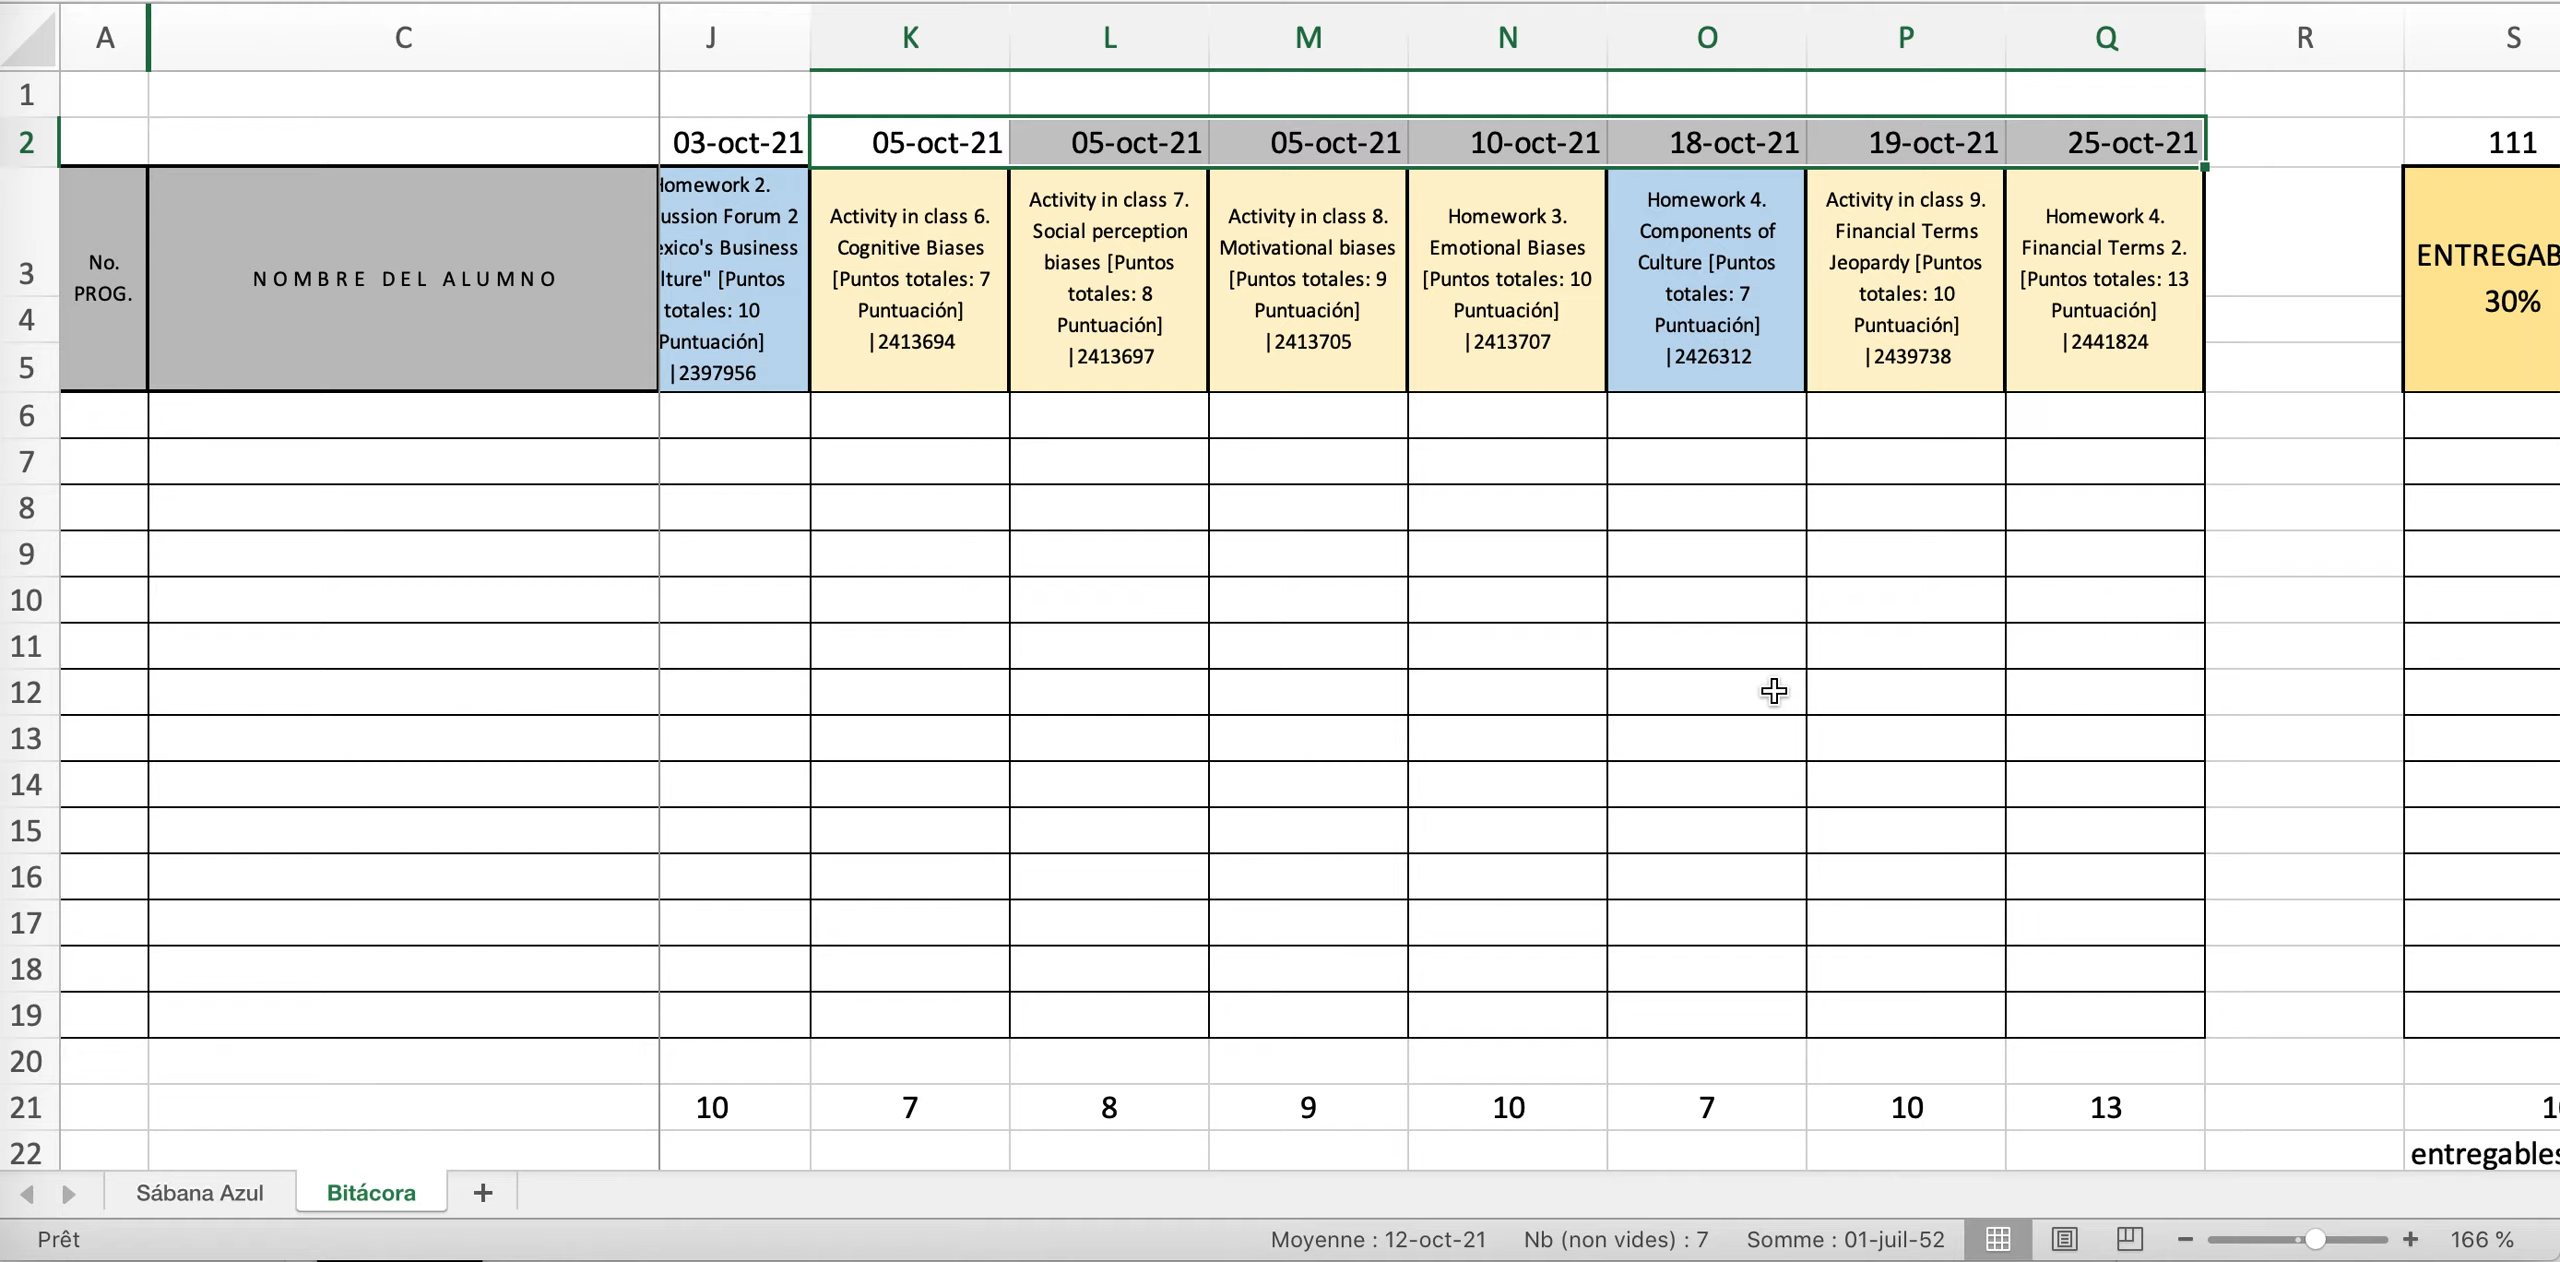 A C J K L M N O P Q R S
1
2 03-oct-21 05-oct-21 05-oct-21 05-oct-21 10-oct-21 18-oct-21 19-oct-21 25-oct-21 111
3
4
5
No.
PROG.
NOMBRE DEL ALUMNO
Homework 2.
ussion Forum 2
exico's Business
lture" [Puntos
totales: 10
Puntuación]
|2397956
Activity in class 6.
Cognitive Biases
[Puntos totales: 7
Puntuación]
|2413694
Activity in class 7.
Social perception
biases [Puntos
totales: 8
Puntuación]
|2413697
Activity in class 8.
Motivational biases
[Puntos totales: 9
Puntuación]
|2413705
Homework 3.
Emotional Biases
[Puntos totales: 10
Puntuación]
|2413707
Homework 4.
Components of
Culture [Puntos
totales: 7
Puntuación]
|2426312
Activity in class 9.
Financial Terms
Jeopardy [Puntos
totales: 10
Puntuación]
|2439738
Homework 4.
Financial Terms 2.
[Puntos totales: 13
Puntuación]
|2441824
ENTREGAB
30%
6
7
8
9
10
11
12
13
14
15
16
17
18
19
20
21 10 7 8 9 10 7 10 13
22 entregables
Sábana Azul Bitácora +
Prêt Moyenne : 12-oct-21 Nb (non vides) : 7 Somme : 01-juil-52 166 %